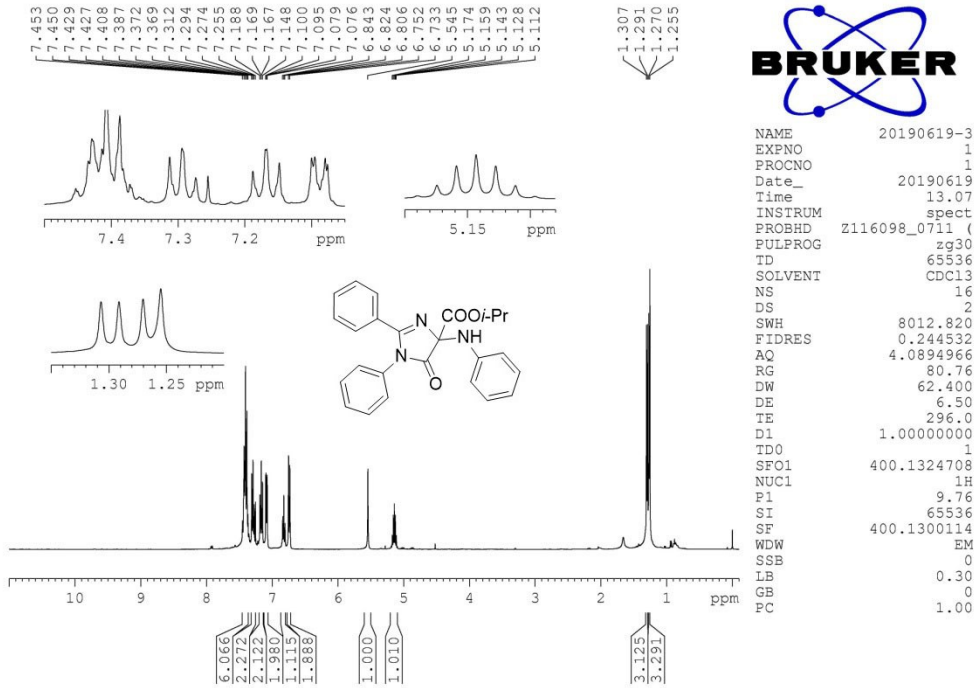 7.453
7.450
7.429
7.427
7.408
7.387
7.372
7.369
7.312
7.294
7.274
7.255
7.188
7.169
7.167
7.148
7.100
7.095
7.079
7.076
6.843
6.824
6.806
6.752
6.733
5.545
5.174
5.159
5.143
5.128
5.112
1.307
1.291
1.270
1.255
BRUKER
7.4 7.3 7.2 ppm
5.15 ppm
1.30 1.25 ppm
N
COOi-Pr
NH
N
O
NAME 20190619-3
EXPNO 1
PROCNO 1
Date_ 20190619
Time 13.07
INSTRUM spect
PROBHD Z116098_0711 (
PULPROG zg30
TD 65536
SOLVENT CDCl3
NS 16
DS 2
SWH 8012.820
FIDRES 0.244532
AQ 4.0894966
RG 80.76
DW 62.400
DE 6.50
TE 296.0
D1 1.00000000
TD0 1
SFO1 400.1324708
NUC1 1H
P1 9.76
SI 65536
SF 400.1300114
WDW EM
SSB 0
LB 0.30
GB 0
PC 1.00
10 9 8 7 6 5 4 3 2 1 ppm
6.066
2.272
2.122
1.980
1.115
1.888
1.000
1.010
3.125
3.291